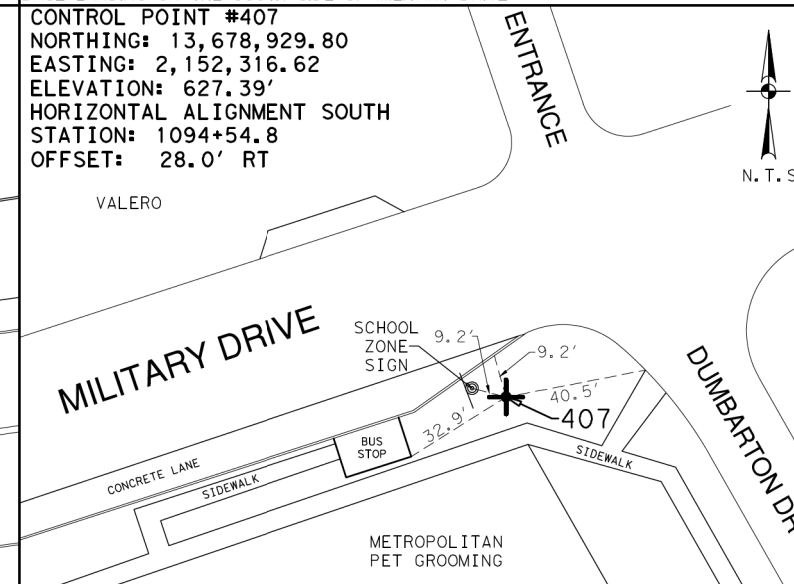 CONTROL POINT #407
NORTHING: 13,678,929.80
EASTING: 2,152,316.62
ELEVATION: 627.39'
HORIZONTAL ALIGNMENT SOUTH
STATION: 1094+54.8
OFFSET: 28.0' RT
ENTRANCE
N.T.S
VALERO
MILITARY DRIVE
SCHOOL
ZONE
SIGN
9.2'
9.2'
40.5'
407
32.9'
DUMBARTON DR
BUS
STOP
CONCRETE LANE
SIDEWALK
SIDEWALK
METROPOLITAN
PET GROOMING